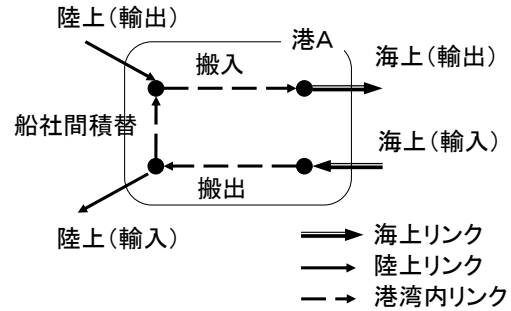 陸上（輸出）
港A
搬入
海上（輸出）
船社間積替
海上（輸入）
搬出
陸上（輸入）
海上リンク
陸上リンク
港湾内リンク